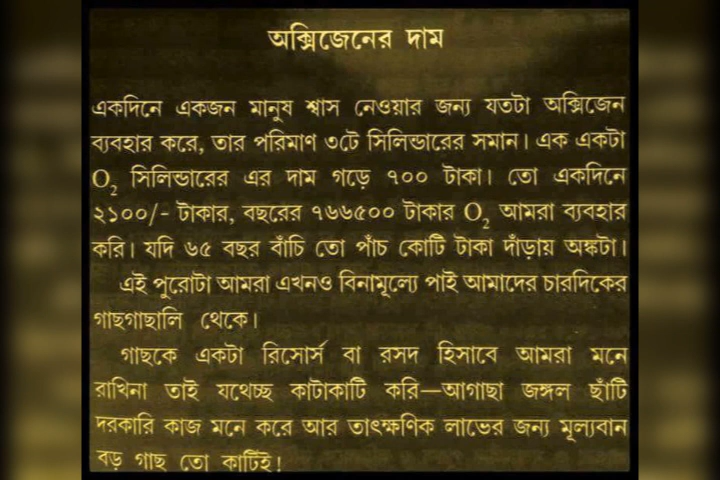 অক্সিজেনের দাম
একদিনে একজন মানুষ শ্বাস নেওয়ার জন্য যতটা অক্সিজেন
ব্যবহার করে, তার পরিমাণ ৩টে সিলিন্ডারের সমান। এক একটা
O₂ সিলিন্ডারের এর দাম গড়ে ৭০০ টাকা। তো একদিনে
২১০০/- টাকার, বছরের ৭৬৬৫০০ টাকার O₂ আমরা ব্যবহার
করি। যদি ৬৫ বছর বাঁচি তো পাঁচ কোটি টাকা দাঁড়ায় অঙ্কটা।
এই পুরোটা আমরা এখনও বিনামূল্যে পাই আমাদের চারদিকের
গাছগাছালি থেকে।
গাছকে একটা রিসোর্স বা রসদ হিসাবে আমরা মনে
রাখিনা তাই যথেচ্ছ কাটাকাটি করি—আগাছা জঙ্গল ছাঁটি
দরকারি কাজ মনে করে আর তাৎক্ষণিক লাভের জন্য মূল্যবান
বড় গাছ তো কাটিই!